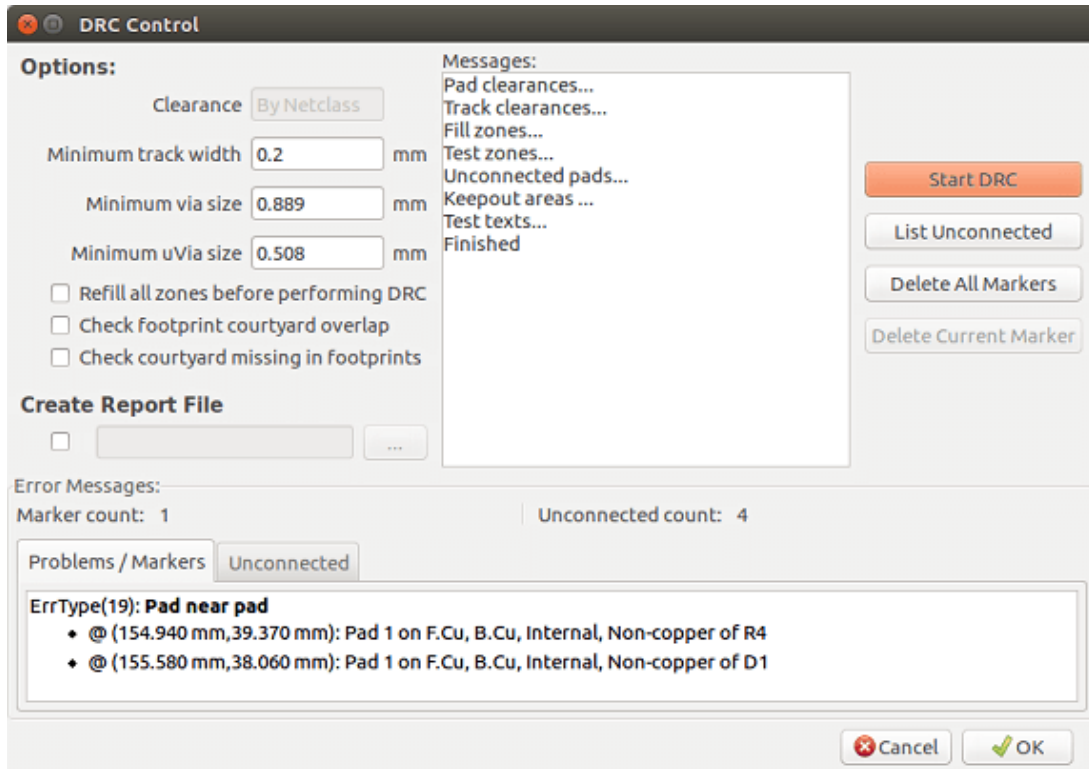 DRC Control
Options:
Clearance By Netclass
Minimum track width 0.2 mm
Minimum via size 0.889 mm
Minimum uVia size 0.508 mm
Refill all zones before performing DRC
Check footprint courtyard overlap
Check courtyard missing in footprints
Create Report File
...
Messages:
Pad clearances...
Track clearances...
Fill zones...
Test zones...
Unconnected pads...
Keepout areas ...
Test texts...
Finished
Start DRC
List Unconnected
Delete All Markers
Delete Current Marker
Error Messages:
Marker count: 1 Unconnected count: 4
Problems / Markers Unconnected
ErrType(19): Pad near pad
• @ (154.940 mm,39.370 mm): Pad 1 on F.Cu, B.Cu, Internal, Non-copper of R4
• @ (155.580 mm,38.060 mm): Pad 1 on F.Cu, B.Cu, Internal, Non-copper of D1
Cancel OK